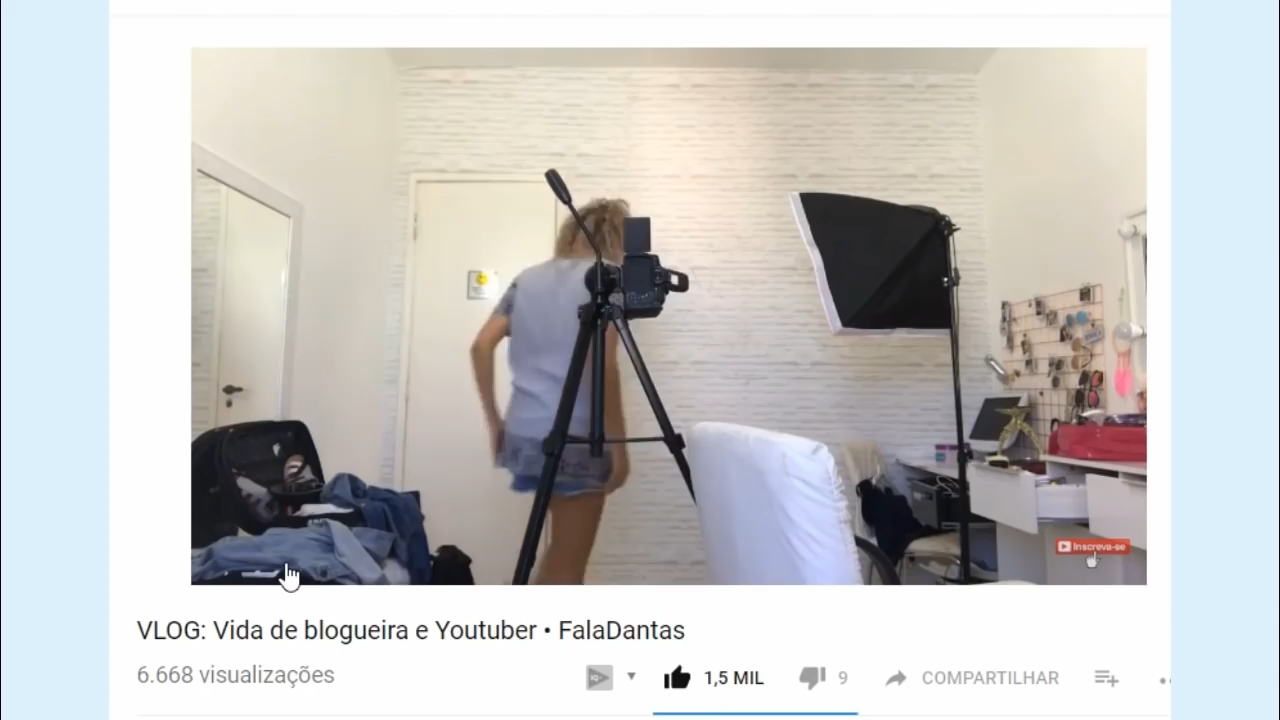 Inscreva-se
VLOG: Vida de blogueira e Youtuber • FalaDantas
6.668 visualizações
1,5 MIL
9
COMPARTILHAR